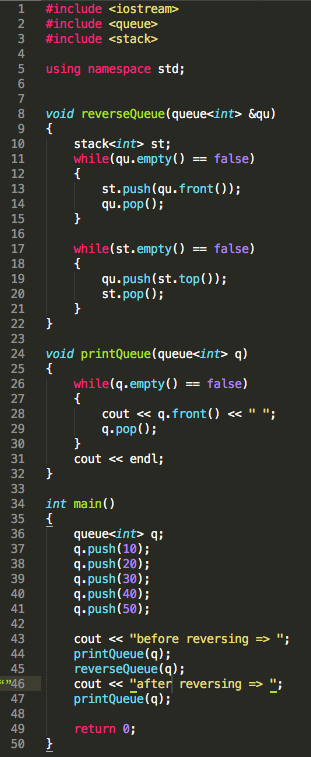 1 #include <iostream>
2 #include <queue>
3 #include <stack>
4
5 using namespace std;
6
7
8 void reverseQueue(queue<int> &qu)
9 {
10     stack<int> st;
11     while(qu.empty() == false)
12     {
13         st.push(qu.front());
14         qu.pop();
15     }
16
17     while(st.empty() == false)
18     {
19         qu.push(st.top());
20         st.pop();
21     }
22 }
23
24 void printQueue(queue<int> q)
25 {
26     while(q.empty() == false)
27     {
28         cout << q.front() << " ";
29         q.pop();
30     }
31     cout << endl;
32 }
33
34 int main()
35 {
36     queue<int> q;
37     q.push(10);
38     q.push(20);
39     q.push(30);
40     q.push(40);
41     q.push(50);
42
43     cout << "before reversing => ";
44     printQueue(q);
45     reverseQueue(q);
“”46     cout << "after reversing => ";
47     printQueue(q);
48
49     return 0;
50 }